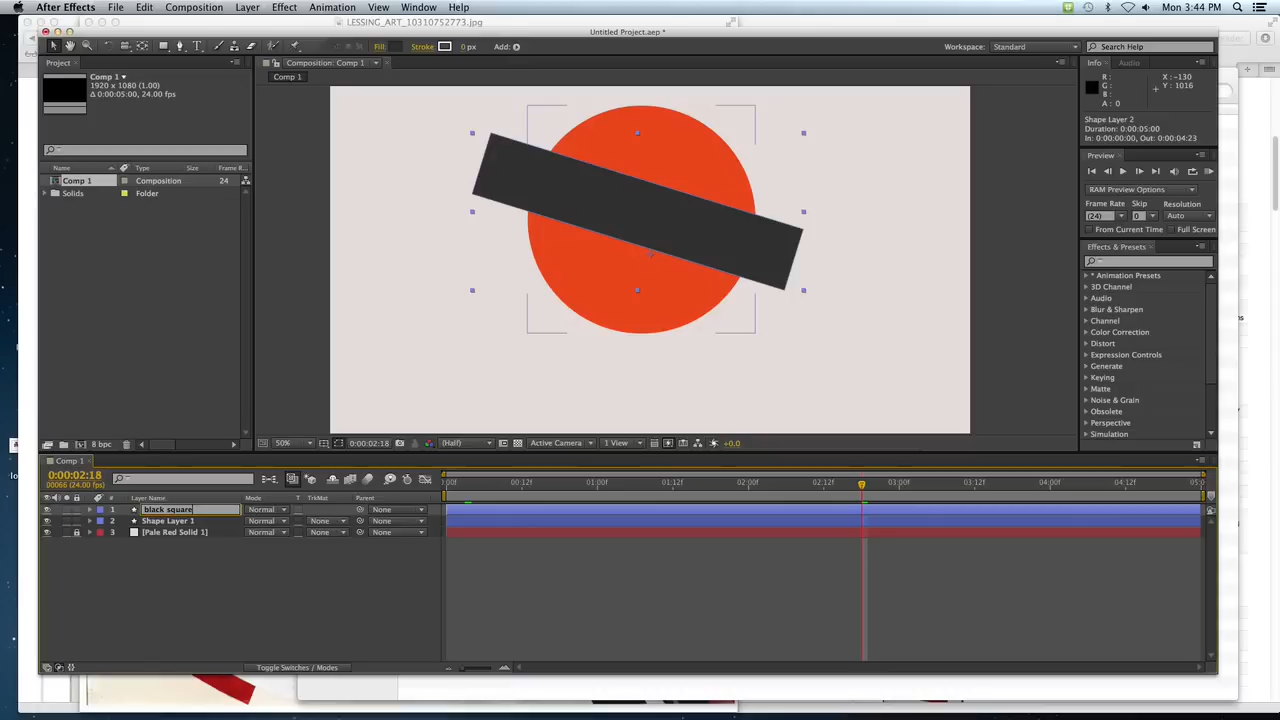 After Effects File Edit Composition Layer Effect Animation View Window Help Mon 3:44 PM
LESSING_ART_10310752773.jpg
Untitled Project.aep *
Fill: Stroke: 0 px Add: Workspace: Standard Search Help
Project Composition: Comp 1 Info Audio
Comp 1
Comp 1
1920 x 1080 (1.00)
Δ 0:00:05:00, 24.00 fps
R: X: -130
G: Y: 1016
B:
A: 0
Shape Layer 2
Duration: 0:00:05:00
In: 0:00:00:00, Out: 0:00:04:23
Preview
RAM Preview Options
Frame Rate Skip Resolution
(24) 0 Auto
From Current Time Full Screen
Effects & Presets
Name Type Size Frame R...
Comp 1 Composition 24
Solids Folder
* Animation Presets
3D Channel
Audio
Blur & Sharpen
Channel
Color Correction
Distort
Expression Controls
Generate
Keying
Matte
Noise & Grain
Obsolete
Perspective
Simulation
8 bpc 50% 0:00:02:18 (Half) Active Camera 1 View +0.0
Comp 1
0:00:02:18
00066 (24.00 fps)
:00f 00:12f 01:00f 01:12f 02:00f 02:12f 03:00f 03:12f 04:00f 04:12f 05:0
# Layer Name Mode T TrkMat Parent
1 black square Normal None
2 Shape Layer 1 Normal None None
3 [Pale Red Solid 1] Normal None None
Toggle Switches / Modes